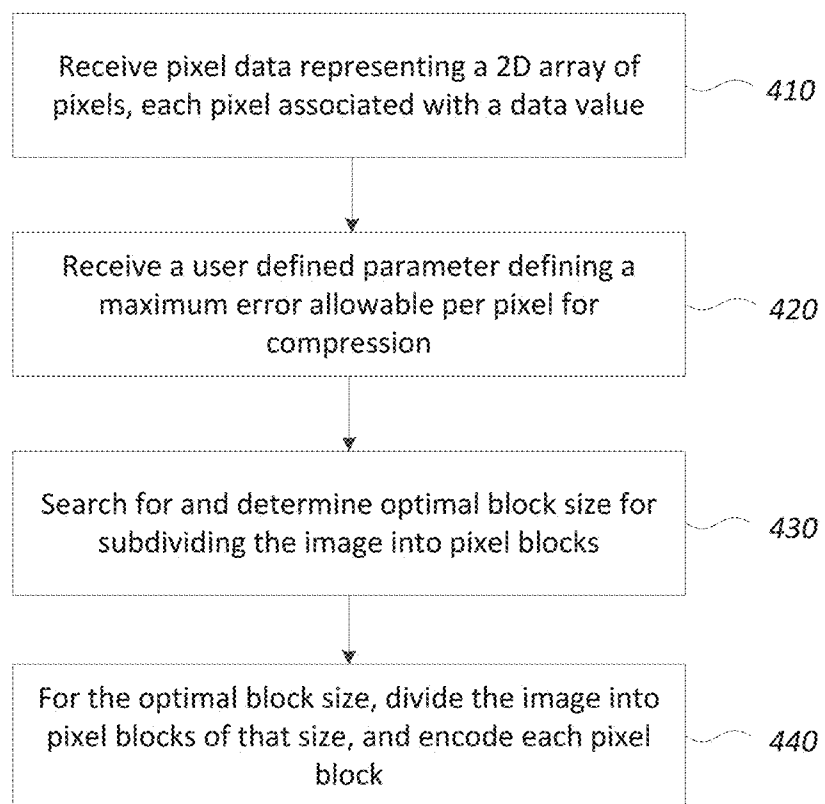 Receive pixel data representing a 2D array of
pixels, each pixel associated with a data value
410
Receive a user defined parameter defining a
maximum error allowable per pixel for
compression
420
Search for and determine optimal block size for
subdividing the image into pixel blocks
430
For the optimal block size, divide the image into
pixel blocks of that size, and encode each pixel
block
440